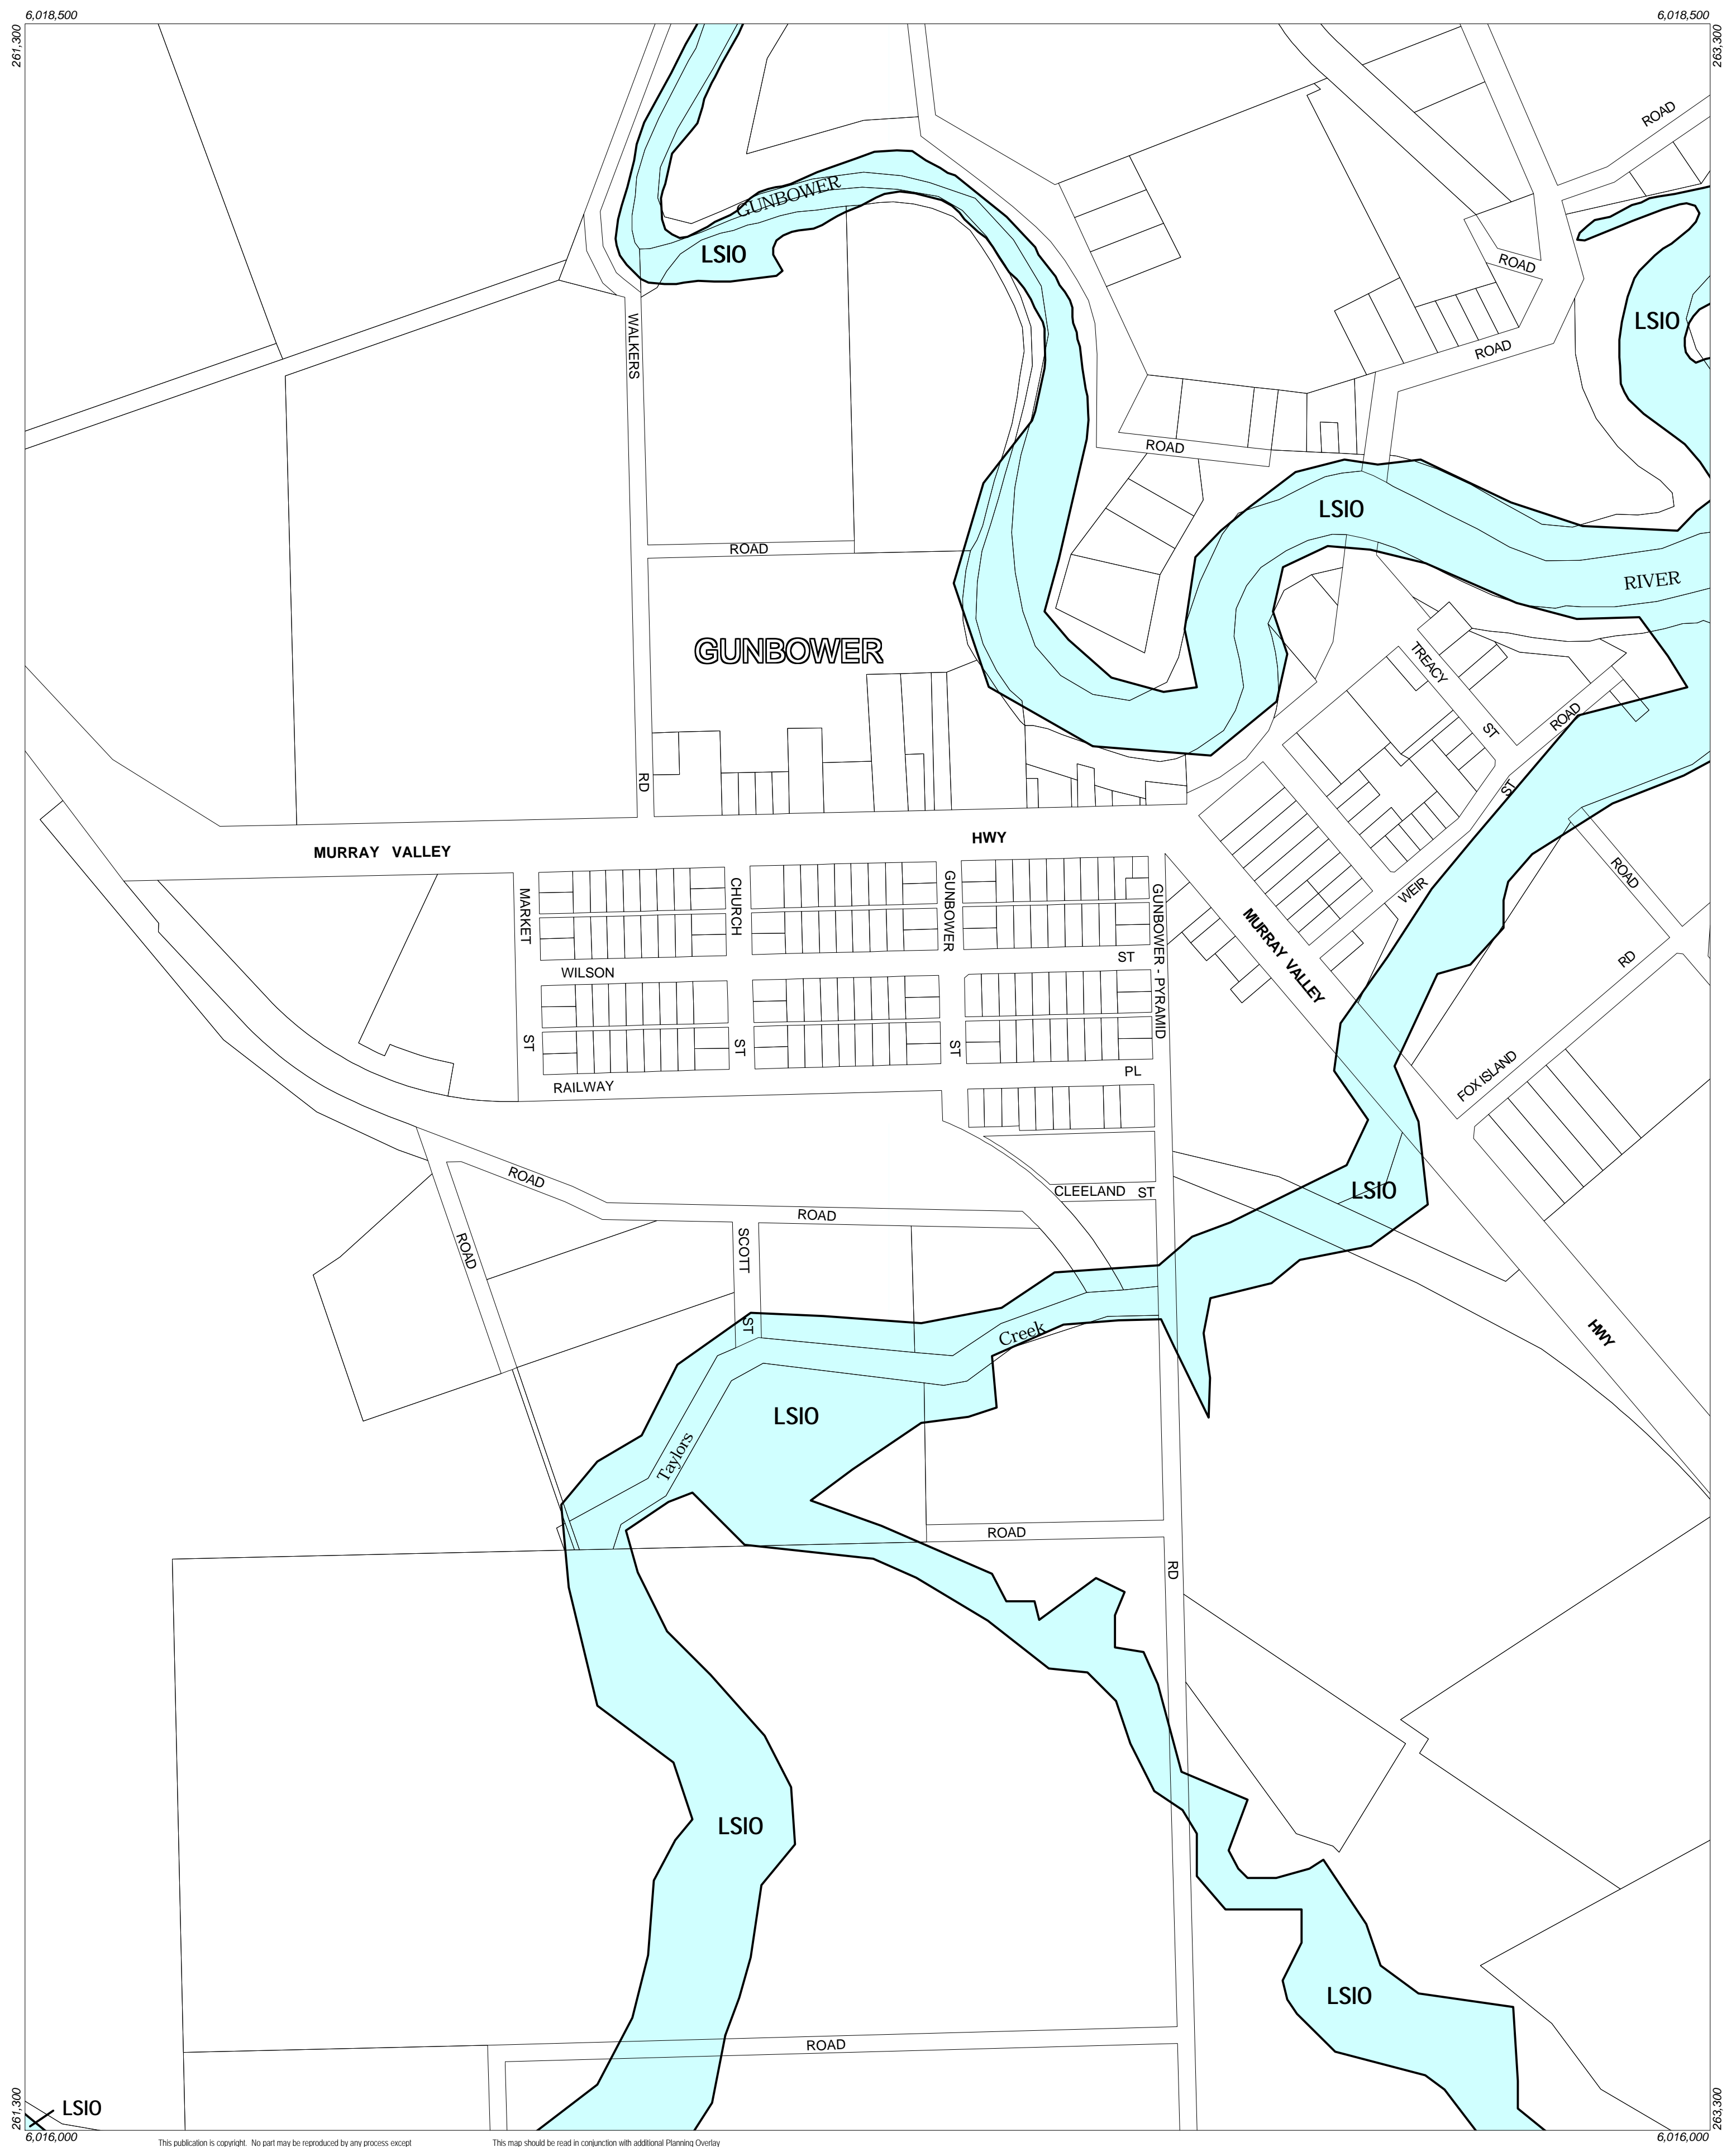 6,018,500
6,018,500
261,300
263,300
ROAD
GUNBOWER
LSIO
ROAD
LSIO
WALKERS
ROAD
ROAD
LSIO
ROAD
RIVER
GUNBOWER
TREACY
ST
ROAD
RD
ST
HWY
MURRAY VALLEY
ROAD
MARKET
CHURCH
GUNBOWER
GUNBOWER - PYRAMID
WEIR
MURRAY VALLEY
WILSON
ST
RD
ST
ST
ST
FOX ISLAND
RAILWAY
PL
ROAD
CLEELAND ST
LSIO
ROAD
ROAD
SCOTT
ST
Creek
HWY
LSIO
Taylors
ROAD
RD
LSIO
LSIO
ROAD
LSIO
261,300
263,300
6,016,000
6,016,000
This publication is copyright. No part may be reproduced by any process except
This map should be read in conjunction with additional Planning Overlay